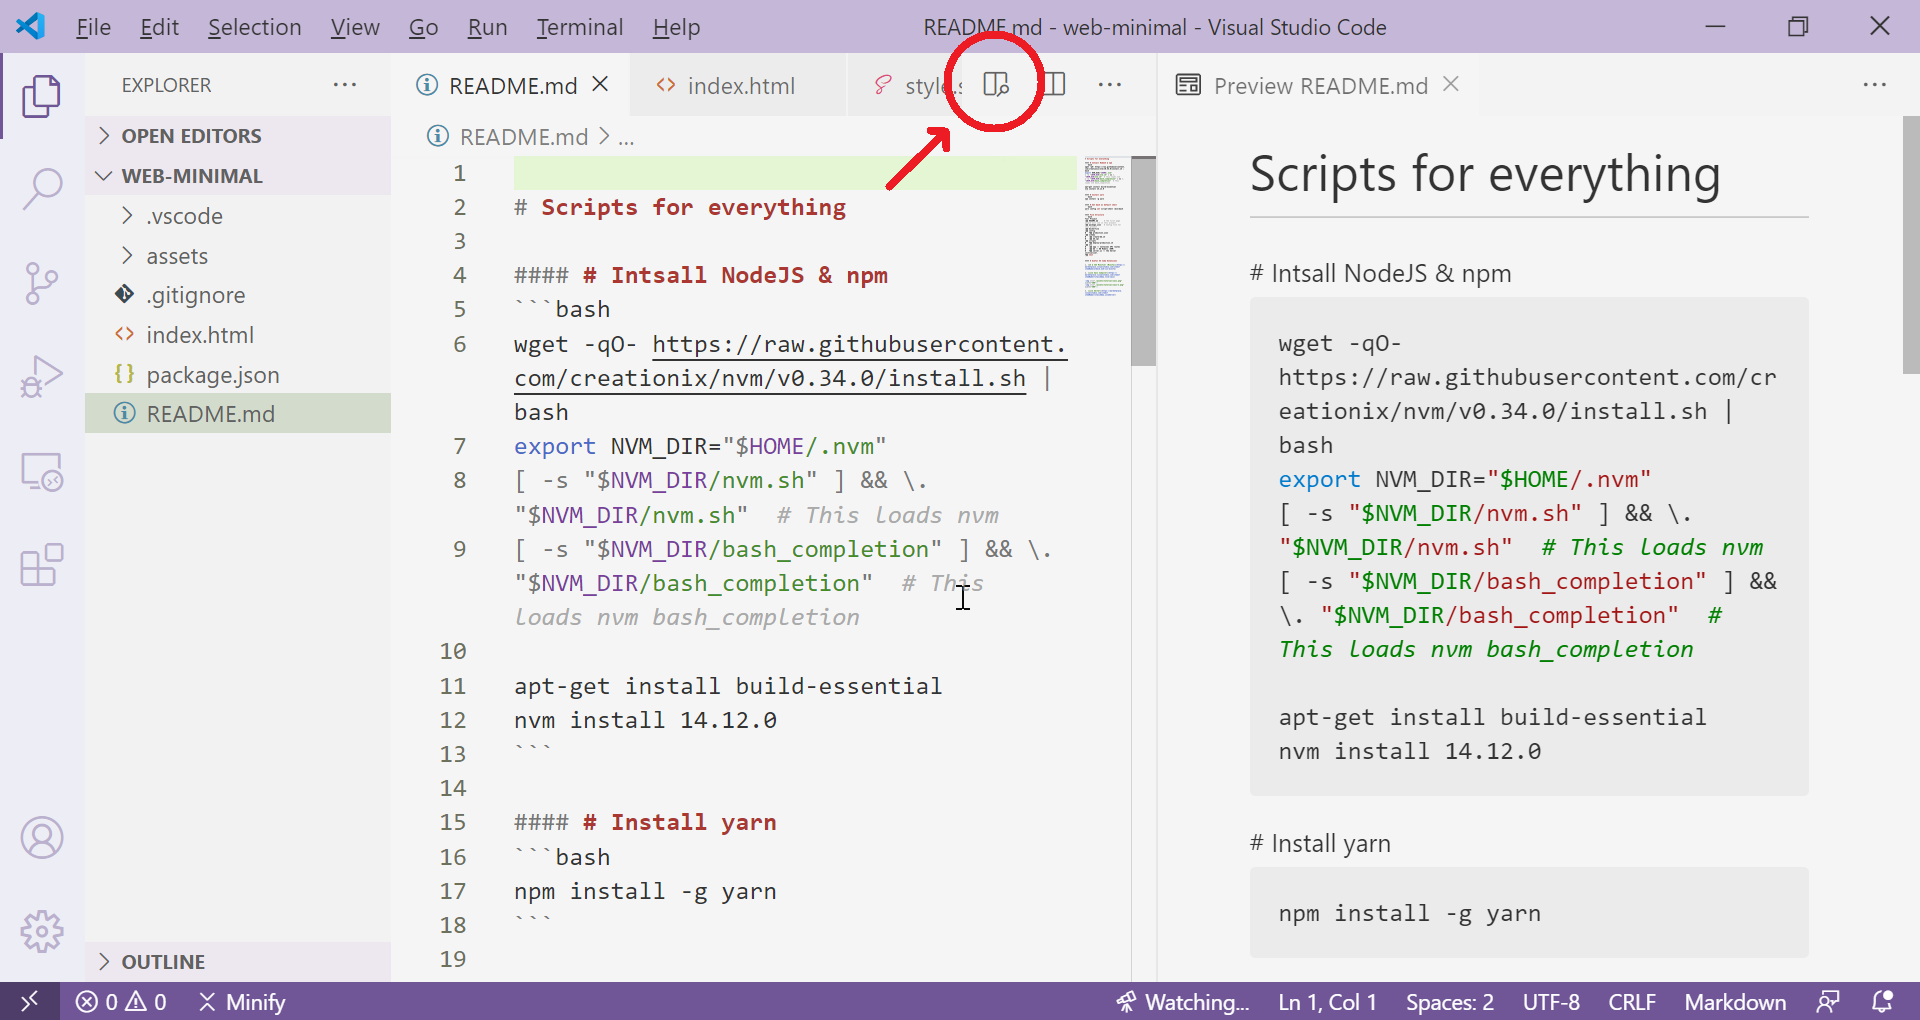 File Edit Selection View Go Run Terminal Help README.md - web-minimal - Visual Studio Code
EXPLORER
OPEN EDITORS
WEB-MINIMAL
.vscode
assets
.gitignore
index.html
package.json
README.md
OUTLINE
README.md index.html style.s
README.md > ...
1
2 # Scripts for everything
3
4 #### # Intsall NodeJS & npm
5 ```bash
6 wget -qO- https://raw.githubusercontent.
com/creationix/nvm/v0.34.0/install.sh |
bash
7 export NVM_DIR="$HOME/.nvm"
8 [ -s "$NVM_DIR/nvm.sh" ] && \.
"$NVM_DIR/nvm.sh"  # This loads nvm
9 [ -s "$NVM_DIR/bash_completion" ] && \.
"$NVM_DIR/bash_completion"  # This
loads nvm bash_completion
10
11 apt-get install build-essential
12 nvm install 14.12.0
13 ```
14
15 #### # Install yarn
16 ```bash
17 npm install -g yarn
18 ```
19
Preview README.md
Scripts for everything
# Intsall NodeJS & npm
wget -qO-
https://raw.githubusercontent.com/cr
eationix/nvm/v0.34.0/install.sh |
bash
export NVM_DIR="$HOME/.nvm"
[ -s "$NVM_DIR/nvm.sh" ] && \.
"$NVM_DIR/nvm.sh"  # This loads nvm
[ -s "$NVM_DIR/bash_completion" ] &&
\. "$NVM_DIR/bash_completion"  #
This loads nvm bash_completion
apt-get install build-essential
nvm install 14.12.0
# Install yarn
npm install -g yarn
0 0 Minify Watching... Ln 1, Col 1 Spaces: 2 UTF-8 CRLF Markdown